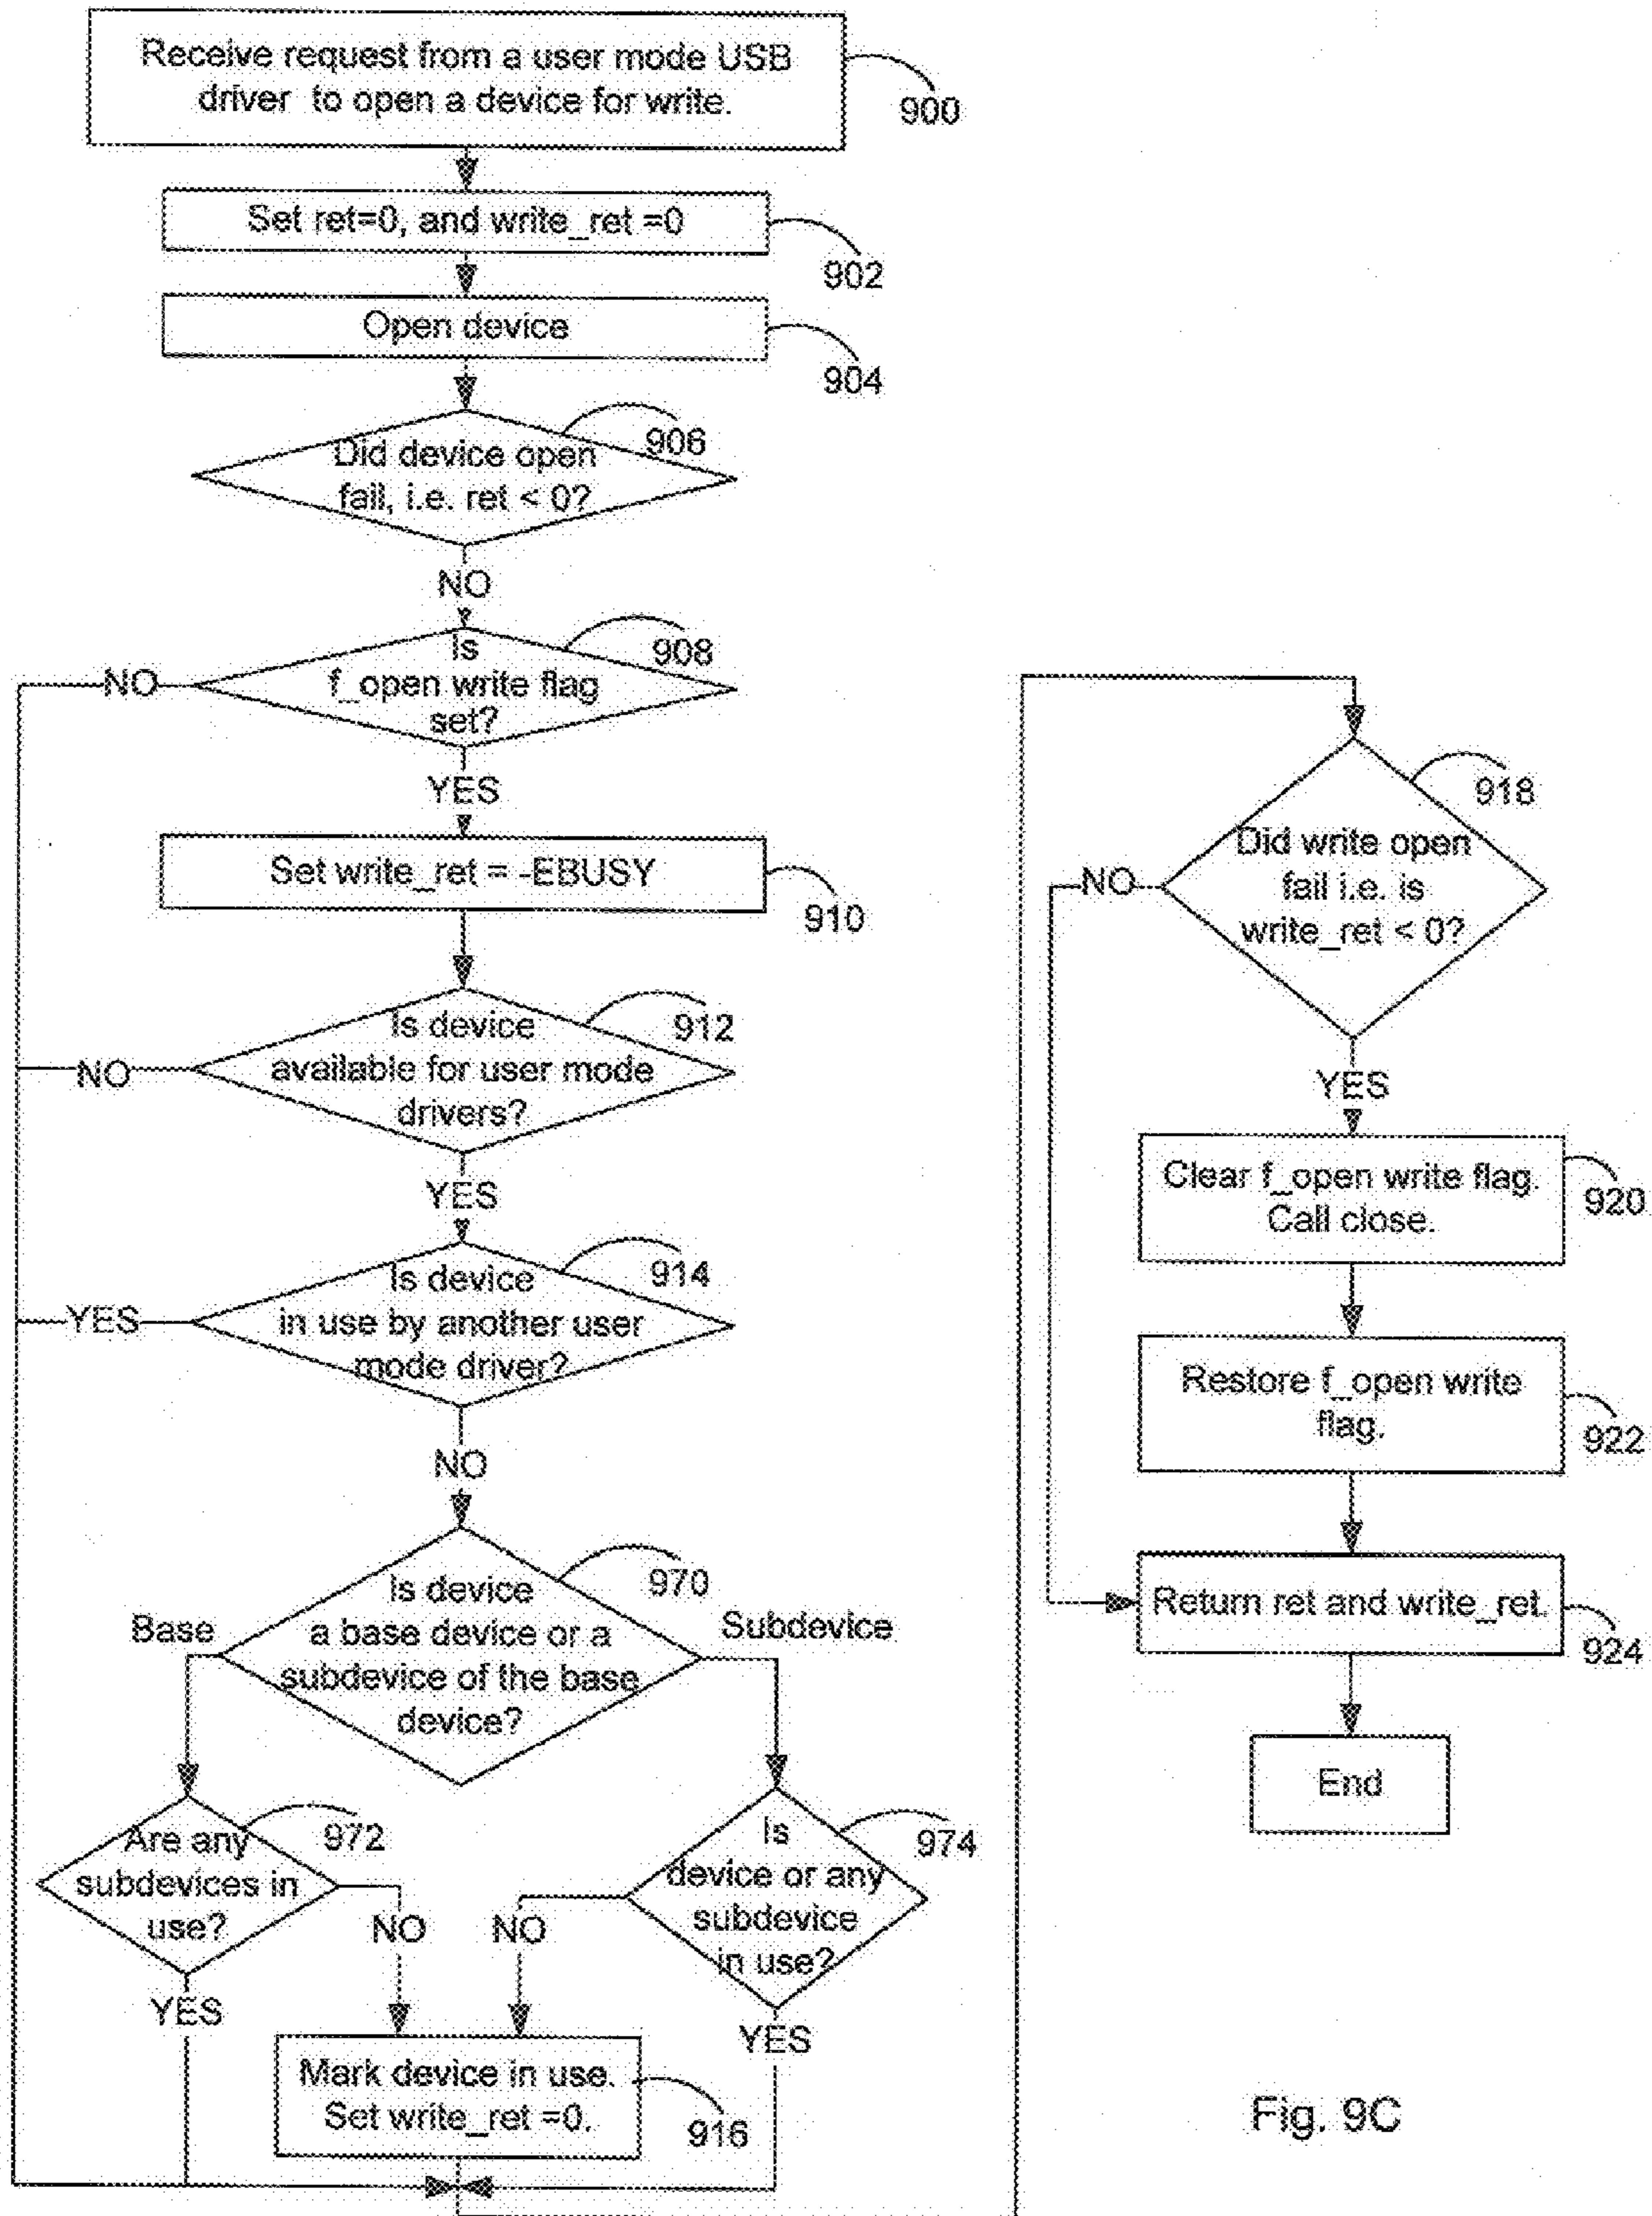 Receive request from a user mode USB
driver to open a device for write.
900
Set ret=0, and write_ret =0
902
Open device
904
906
Did device open
fail, i.e. ret < 0?
NO
908
Is
f_open write flag
set?
NO
YES
Set write_ret = -EBUSY
910
912
Is device
available for user mode
drivers?
NO
YES
914
Is device
in use by another user
mode driver?
YES
NO
970
Is device
a base device or a
subdevice of the base
device?
Base
Subdevice
972
Are any
subdevices in
use?
NO
YES
974
Is
device or any
subdevice
in use?
NO
YES
Mark device in use.
Set write_ret =0.
916
918
Did write open
fail i.e. is
write_ret < 0?
NO
YES
Clear f_open write flag.
Call close.
920
Restore f_open write
flag.
922
Return ret and write_ret.
924
End
Fig. 9C